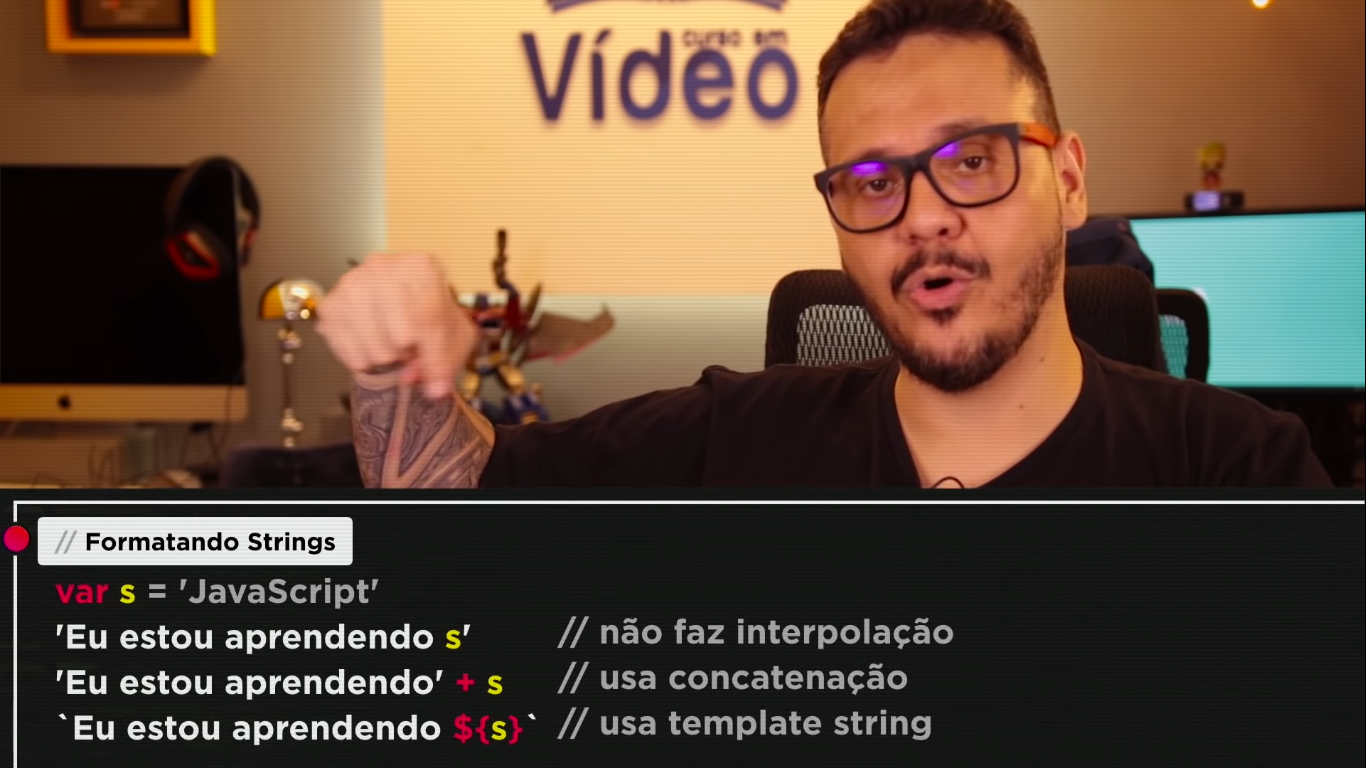 curso em
Vídeo
// Formatando Strings
var s = 'JavaScript'
'Eu estou aprendendo s' // não faz interpolação
'Eu estou aprendendo' + s // usa concatenação
`Eu estou aprendendo ${s}` // usa template string